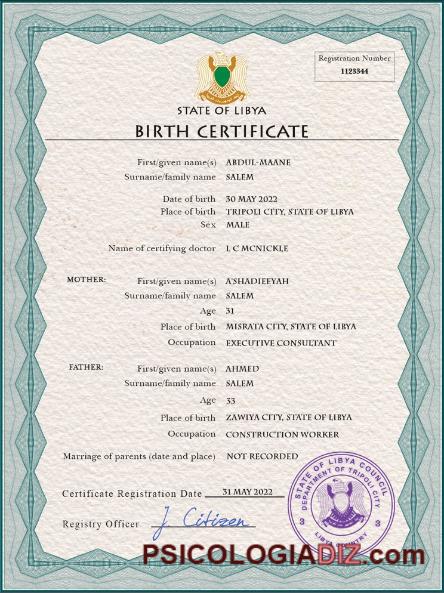 Registration Number
1123344
STATE OF LIBYA
BIRTH CERTIFICATE
First/given name(s) ABDUL-MAANE
Surname/family name SALEM
Date of birth 30 MAY 2022
Place of birth TRIPOLI CITY, STATE OF LIBYA
Sex MALE
Name of certifying doctor L C MCNICKLE
MOTHER: First/given name(s) A'SHADIEEYAH
Surname/family name SALEM
Age 31
Place of birth MISRATA CITY, STATE OF LIBYA
Occupation EXECUTIVE CONSULTANT
FATHER: First/given name(s) AHMED
Surname/family name SALEM
Age 33
Place of birth ZAWIYA CITY, STATE OF LIBYA
Occupation CONSTRUCTION WORKER
Marriage of parents (date and place) NOT RECORDED
Certificate Registration Date 31 MAY 2022
Registry Officer J. Citizen
STATE OF LIBYA COUNCIL
DEPARTMENT OF TRIPOLI CITY
3 3
PSICOLOGIADIZ.com